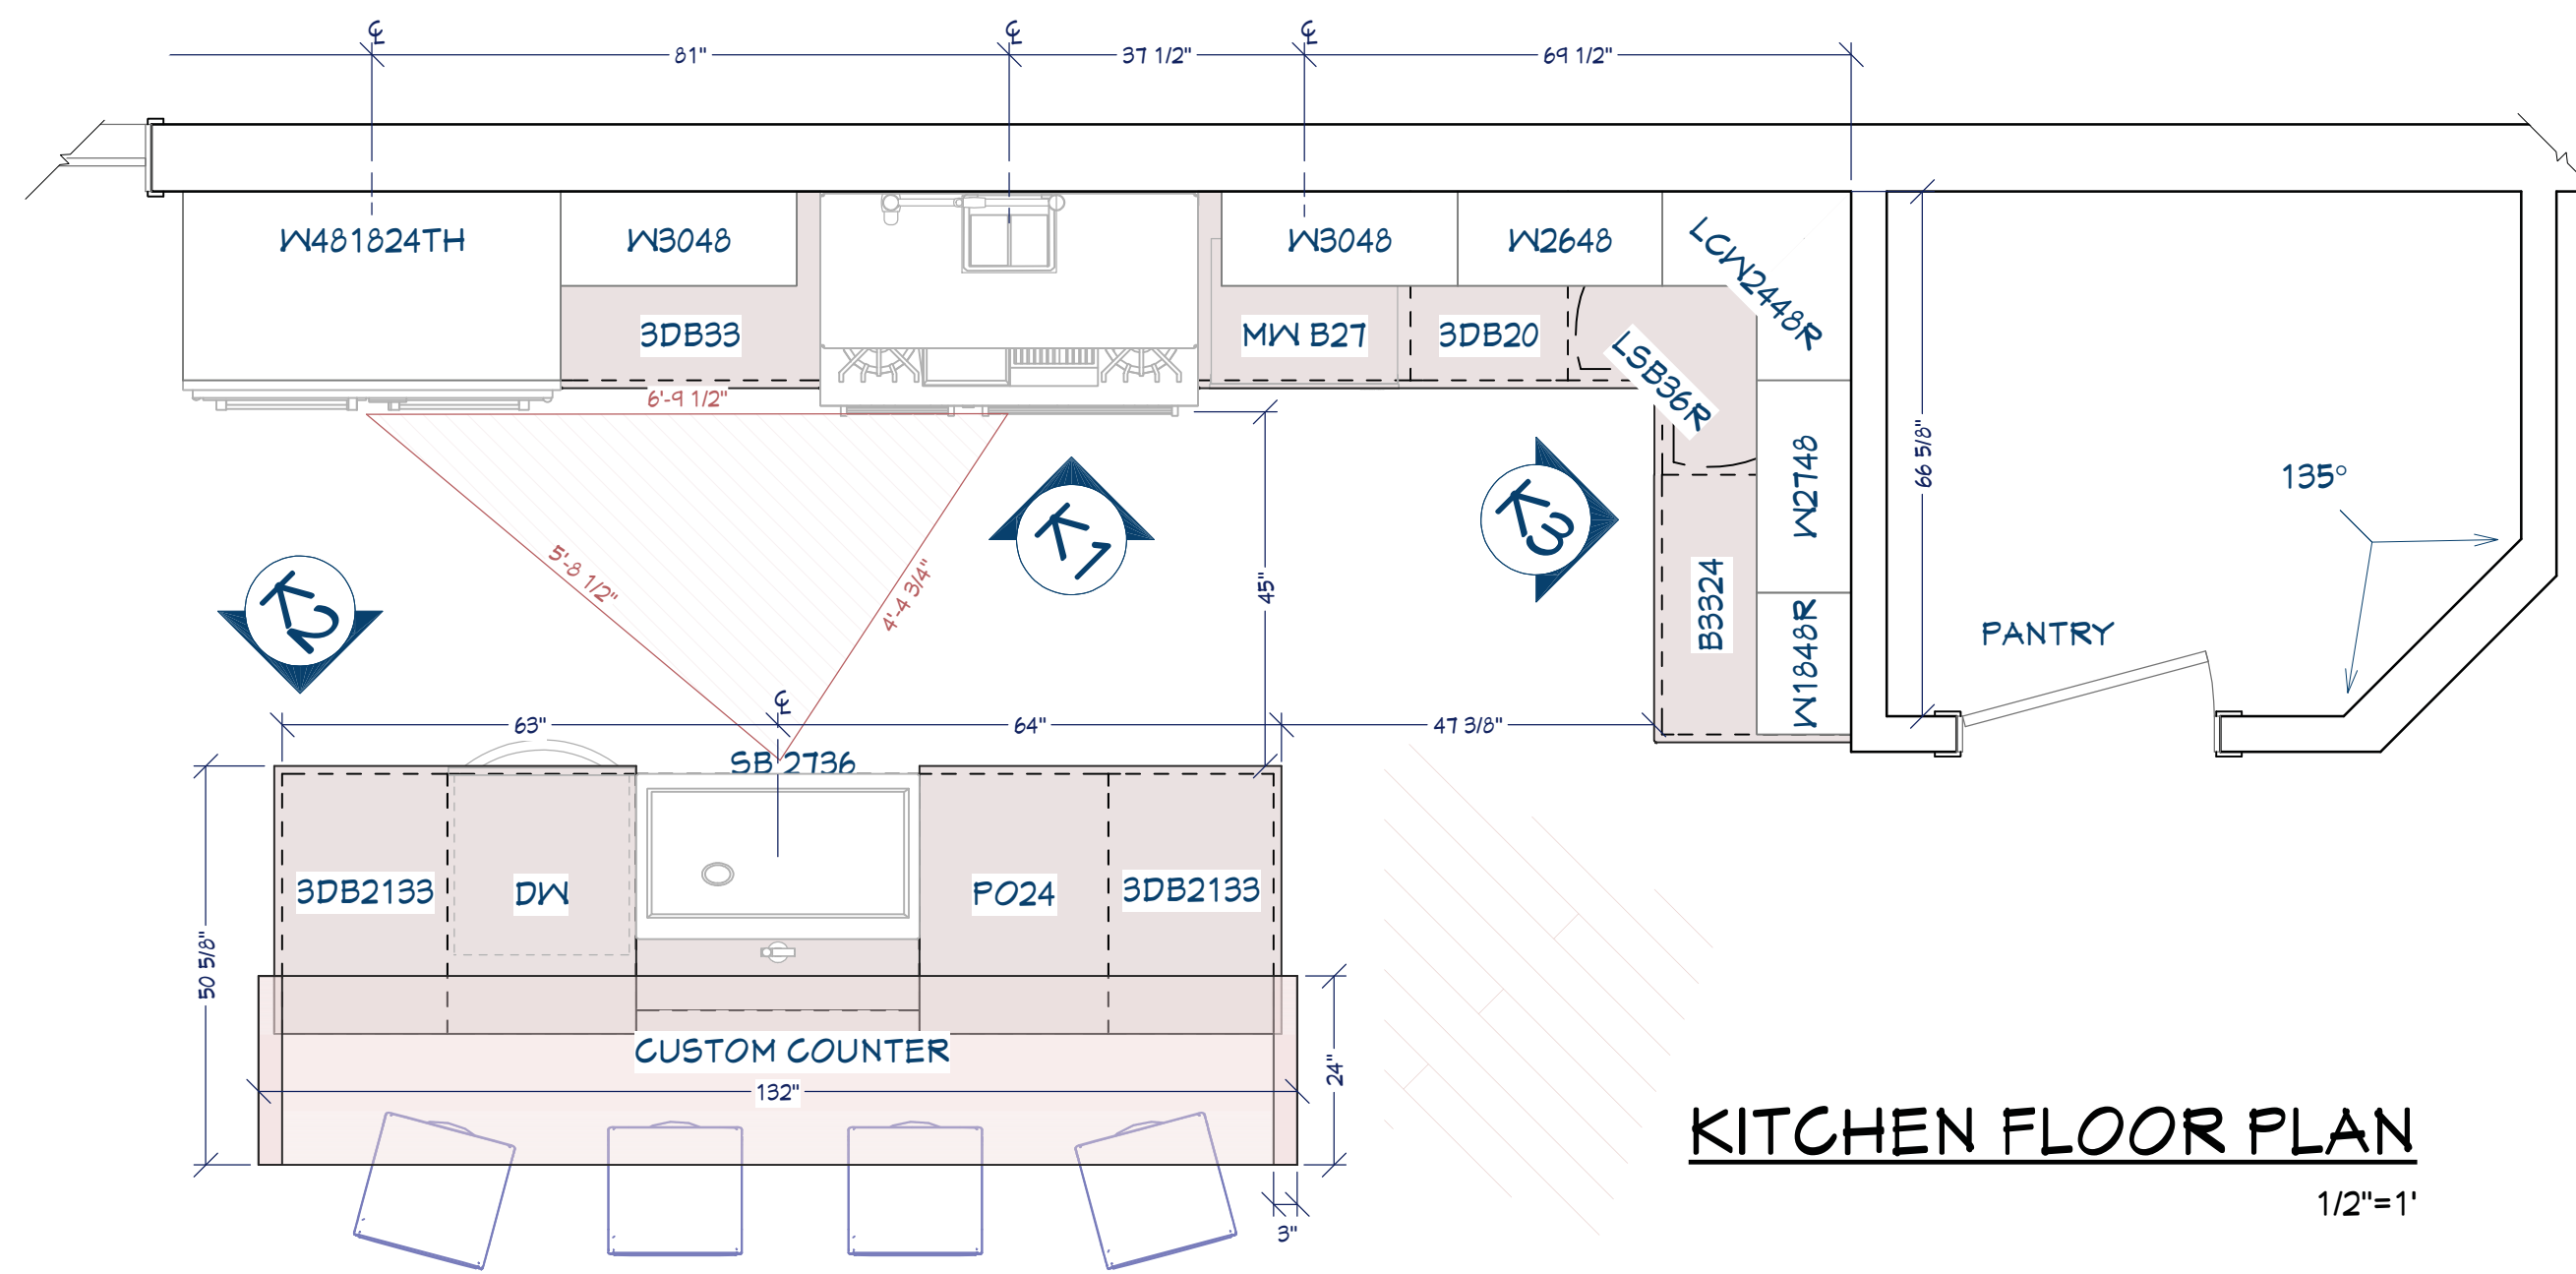 ℄ ℄ ℄
81" 37 1/2" 69 1/2"
W481824TH W3048 W3048 W2648 LCW2448R
3DB33 MW B27 3DB20 LSB36R
6'-9 1/2"
5'-8 1/2" 4'-4 3/4"
K1 K2 K3
45"
66 5/8"
135°
PANTRY
W2748
B3324
W1848R
℄
63" 64" 47 3/8"
SB 2736
3DB2133 DW PO24 3DB2133
50 5/8"
CUSTOM COUNTER
132"
24"
3"
KITCHEN FLOOR PLAN
1/2"=1'